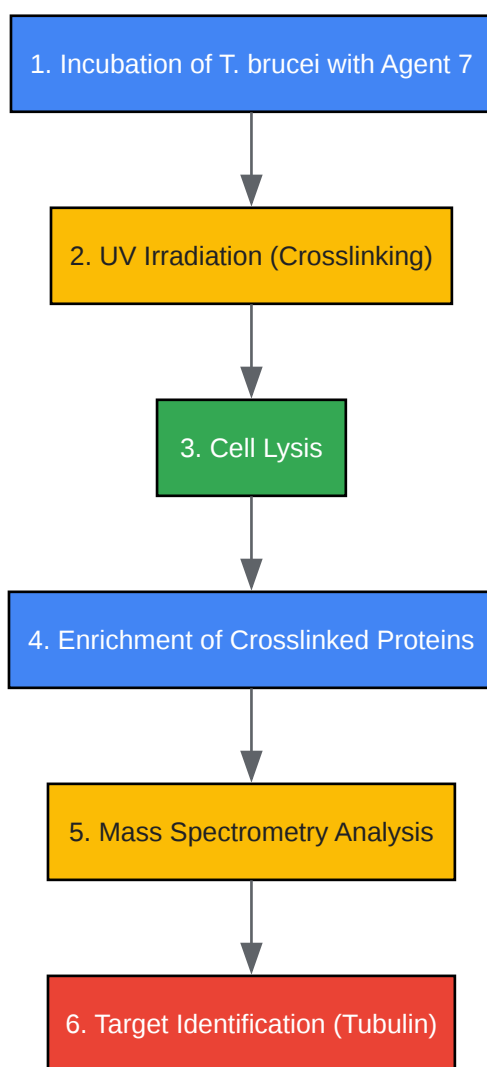 1. Incubation of T. brucei with Agent 7
2. UV Irradiation (Crosslinking)
3. Cell Lysis
4. Enrichment of Crosslinked Proteins
5. Mass Spectrometry Analysis
6. Target Identification (Tubulin)